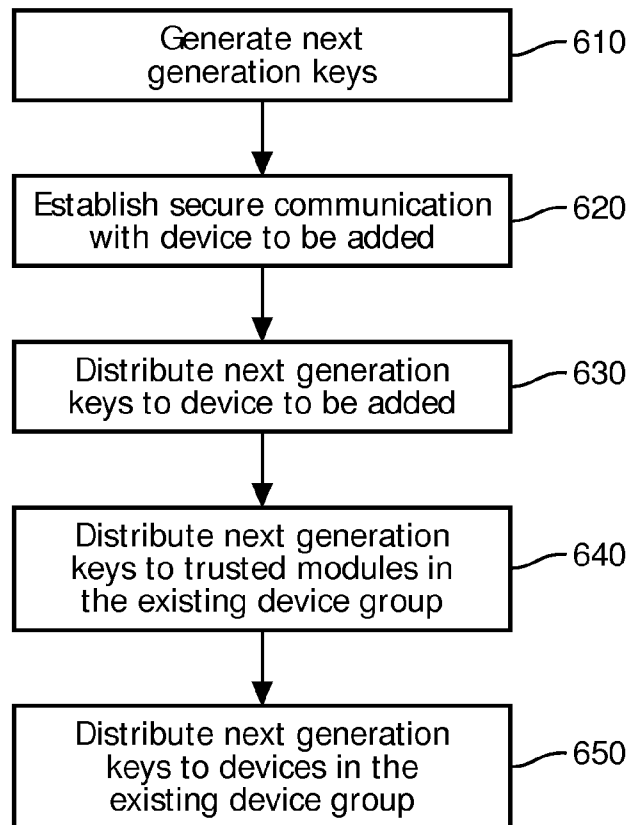 Generate next
generation keys
610
Establish secure communication
with device to be added
620
Distribute next generation
keys to device to be added
630
Distribute next generation
keys to trusted modules in
the existing device group
640
Distribute next generation
keys to devices in the
existing device group
650